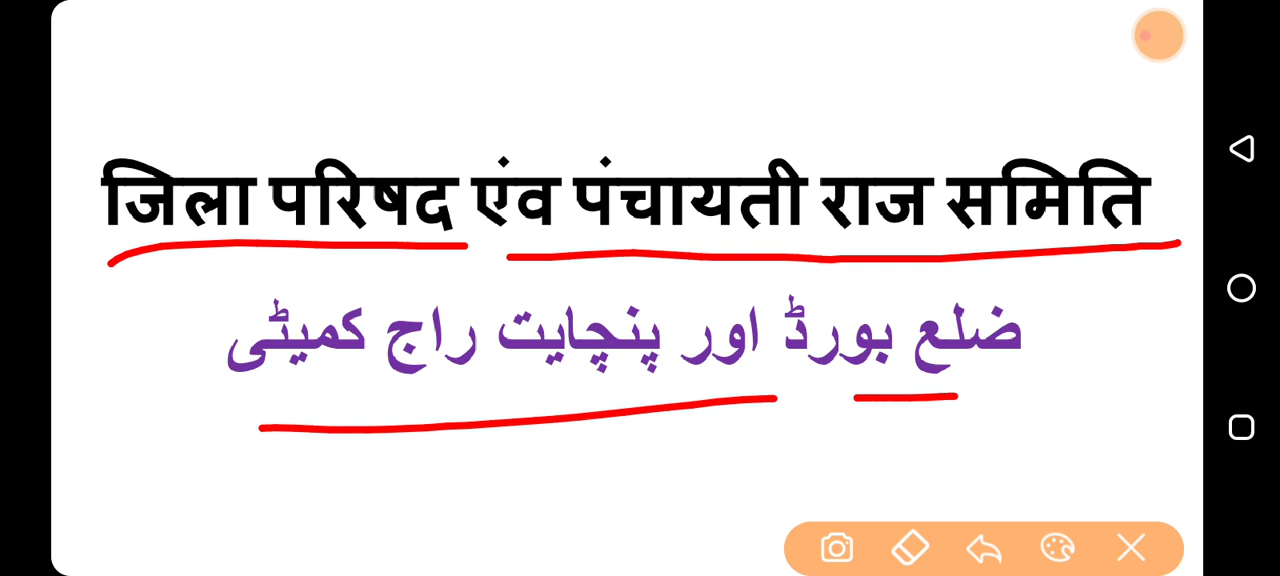 जिला परिषद एंव पंचायती राज समिति
ضلع بورڈ اور پنچایت راج کمیٹی